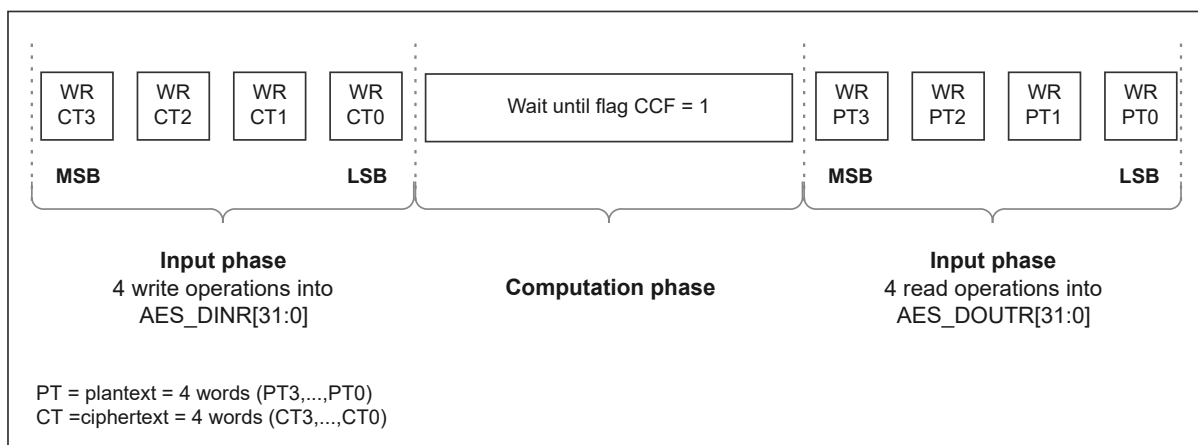 WR
CT3
WR
CT2
WR
CT1
WR
CT0
Wait until flag CCF = 1
WR
PT3
WR
PT2
WR
PT1
WR
PT0
MSB
LSB
MSB
LSB
Input phase
4 write operations into
AES_DINR[31:0]
Computation phase
Input phase
4 read operations into
AES_DOUTR[31:0]
PT = plantext = 4 words (PT3,...,PT0)
CT =ciphertext = 4 words (CT3,...,CT0)